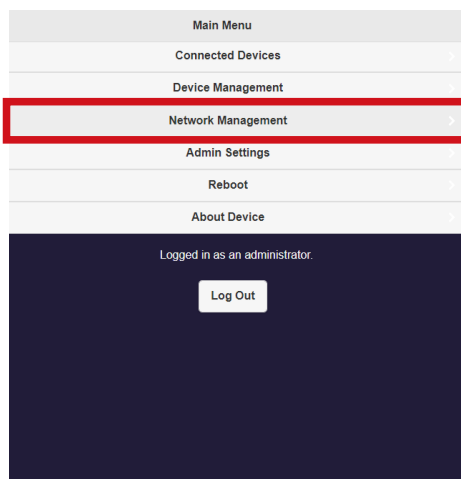 Main Menu
Connected Devices
Device Management
Network Management
Admin Settings
Reboot
About Device
Logged in as an administrator.
Log Out